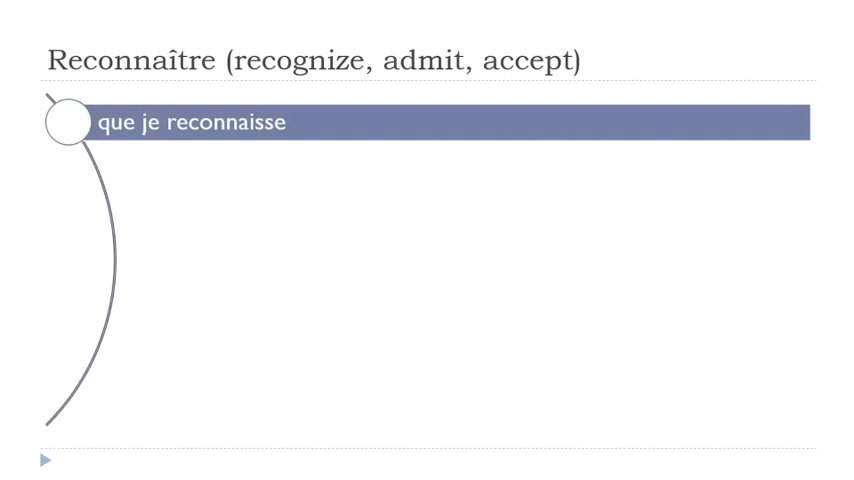 Reconnaître (recognize, admit, accept)
que je reconnaisse